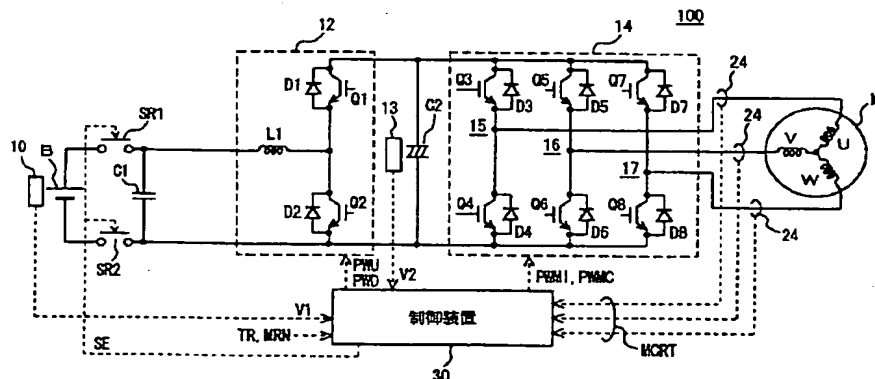 100
12
14
24
D1
Q1
Q3
D3
Q5
D5
Q7
D7
SR1
10
B
L1
13
C2
15
24
C1
16
V
U
W
17
D2
Q2
Q4
D4
Q6
D6
Q8
D8
24
SR2
PWU
PWD
V2
PWMI, PWMC
V1
制御装置
TR, MRN
MCRT
SE
30